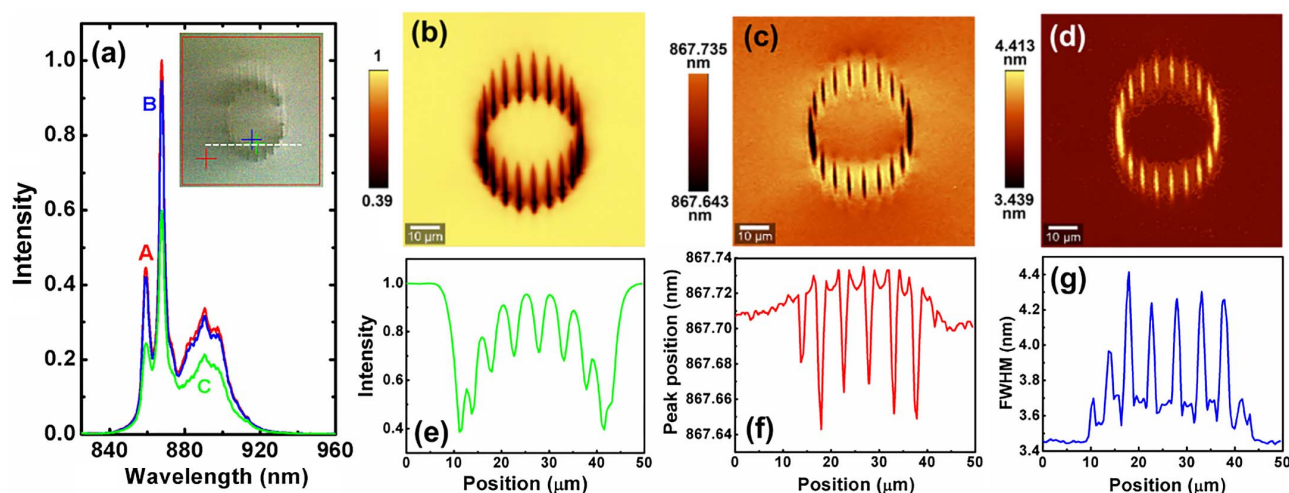 (a)
A
B
C
1.0
0.8
0.6
0.4
0.2
0.0
Intensity
840
880
920
960
Wavelength (nm)
(b)
1
0.39
10 μm
(c)
867.735
nm
867.643
nm
10 μm
(d)
4.413
nm
3.439
nm
10 μm
(e)
1.0
0.8
0.6
0.4
Intensity
0
10
20
30
40
50
Position (μm)
(f)
867.74
867.72
867.70
867.68
867.66
867.64
Peak position (nm)
0
10
20
30
40
50
Position (μm)
(g)
4.4
4.2
4.0
3.8
3.6
3.4
FWHM (nm)
0
10
20
30
40
50
Position (μm)